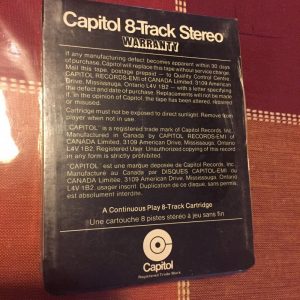 Capitol 8-Track Stereo
WARRANTY
If any manufacturing defect becomes apparent within 30 days
of purchase, Capitol will replace this tape without service charge.
Mail this tape, postage prepaid — to Quality Control Centre,
CAPITOL RECORDS-EMI of CANADA Limited, 3109 American
Drive, Mississauga, Ontario L4V 1B2 — with a letter specifying
the defect and date of purchase. Replacements will not be made
if, in the opinion of Capitol, the tape has been altered, repaired
or misused.
Cartridge must not be exposed to direct sunlight. Remove from
player when not in use.
"CAPITOL" is a registered trade mark of Capitol Records, Inc.
Manufactured in Canada by CAPITOL RECORDS-EMI of
CANADA Limited, 3109 American Drive, Mississauga, Ontario
L4V 1B2, Registered User. Unauthorized copying of this record
in any form is strictly prohibited.
"CAPITOL" est une marque déposée de Capitol Records, Inc.,
Manufacturé au Canada par DISQUES CAPITOL-EMI du
CANADA Limitée, 3109 American Drive, Mississauga, Ontario
L4V 1B2, usager inscrit. Duplication de ce disque, sans permis,
est absolument interdite.
A Continuous Play 8-Track Cartridge
Une cartouche 8 pistes stéréo à jeu sans fin
Capitol
Registered Trade Mark